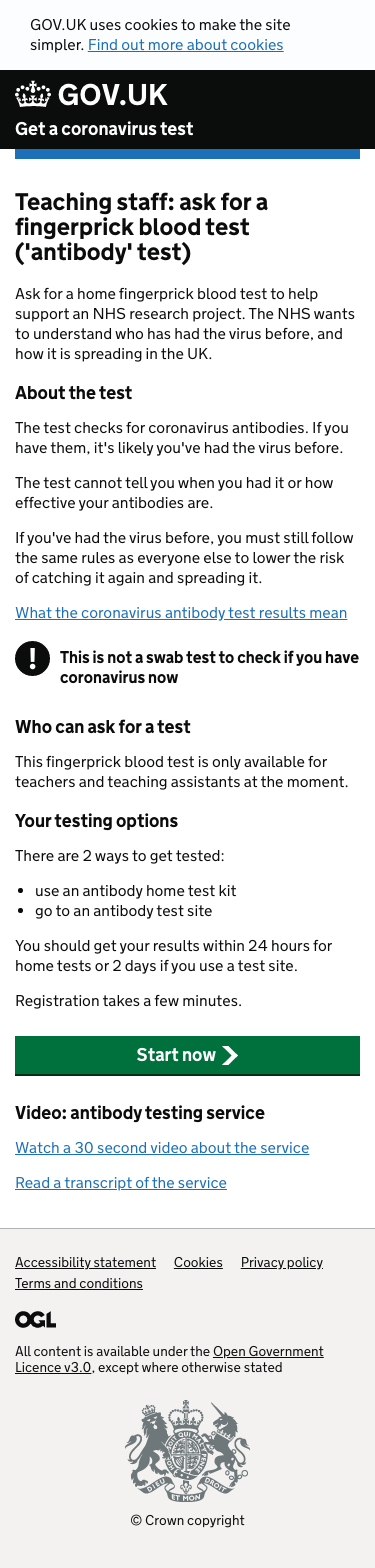 GOV.UK uses cookies to make the site
simpler. Find out more about cookies
GOV.UK
Get a coronavirus test
Teaching staff: ask for a
fingerprick blood test
('antibody' test)
Ask for a home fingerprick blood test to help
support an NHS research project. The NHS wants
to understand who has had the virus before, and
how it is spreading in the UK.
About the test
The test checks for coronavirus antibodies. If you
have them, it's likely you've had the virus before.
The test cannot tell you when you had it or how
effective your antibodies are.
If you've had the virus before, you must still follow
the same rules as everyone else to lower the risk
of catching it again and spreading it.
What the coronavirus antibody test results mean
! This is not a swab test to check if you have
coronavirus now
Who can ask for a test
This fingerprick blood test is only available for
teachers and teaching assistants at the moment.
Your testing options
There are 2 ways to get tested:
• use an antibody home test kit
• go to an antibody test site
You should get your results within 24 hours for
home tests or 2 days if you use a test site.
Registration takes a few minutes.
Start now
Video: antibody testing service
Watch a 30 second video about the service
Read a transcript of the service
Accessibility statement Cookies Privacy policy
Terms and conditions
OGL
All content is available under the Open Government
Licence v3.0, except where otherwise stated
DIEU ET MON DROIT
© Crown copyright